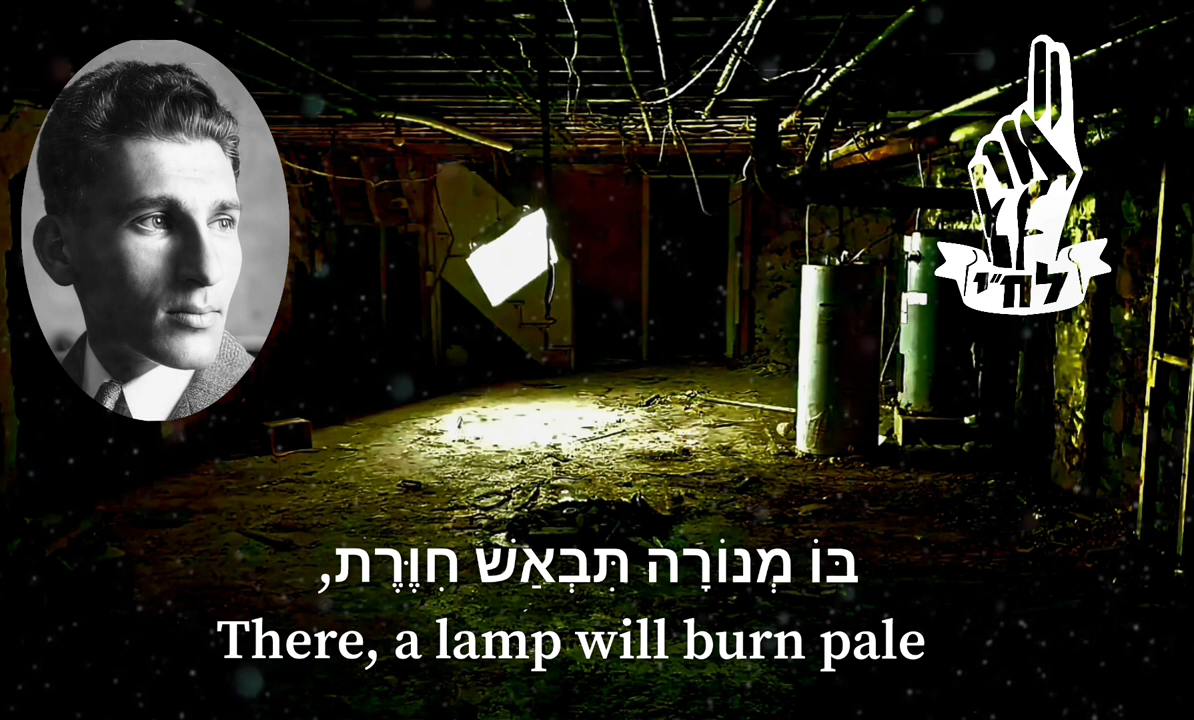 לח״י
בּוֹ מְנוֹרָה תִּבְאַשׁ חִוֶּרֶת,
There, a lamp will burn pale